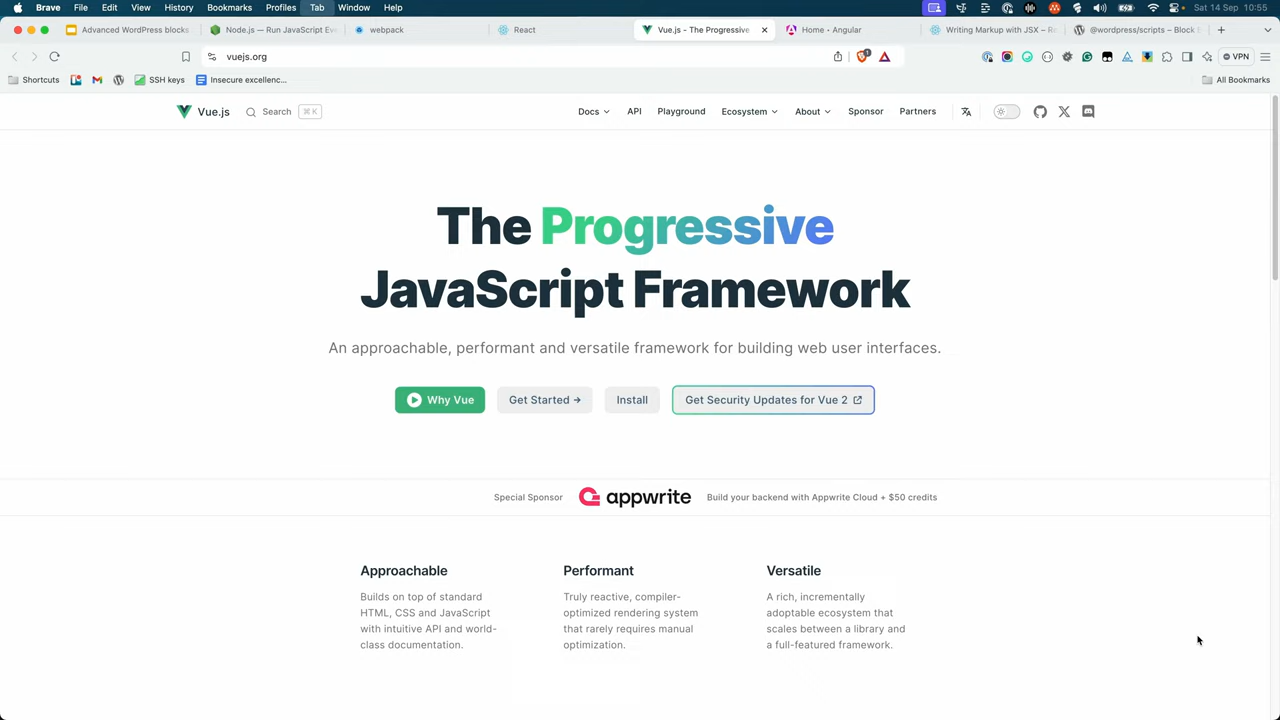 Brave File Edit View History Bookmarks Profiles Tab Window Help Sat 14 Sep 10:55
Advanced WordPress blocks Node.js — Run JavaScript Eve webpack React Vue.js - The Progressive Home • Angular Writing Markup with JSX – Re @wordpress/scripts – Block E
vuejs.org 1 VPN
Shortcuts SSH keys Insecure excellenc... All Bookmarks
Vue.js Search ⌘ K Docs API Playground Ecosystem About Sponsor Partners
The Progressive
JavaScript Framework
An approachable, performant and versatile framework for building web user interfaces.
Why Vue Get Started → Install Get Security Updates for Vue 2
Special Sponsor appwrite Build your backend with Appwrite Cloud + $50 credits
Approachable Performant Versatile
Builds on top of standard Truly reactive, compiler- A rich, incrementally
HTML, CSS and JavaScript optimized rendering system adoptable ecosystem that
with intuitive API and world- that rarely requires manual scales between a library and
class documentation. optimization. a full-featured framework.